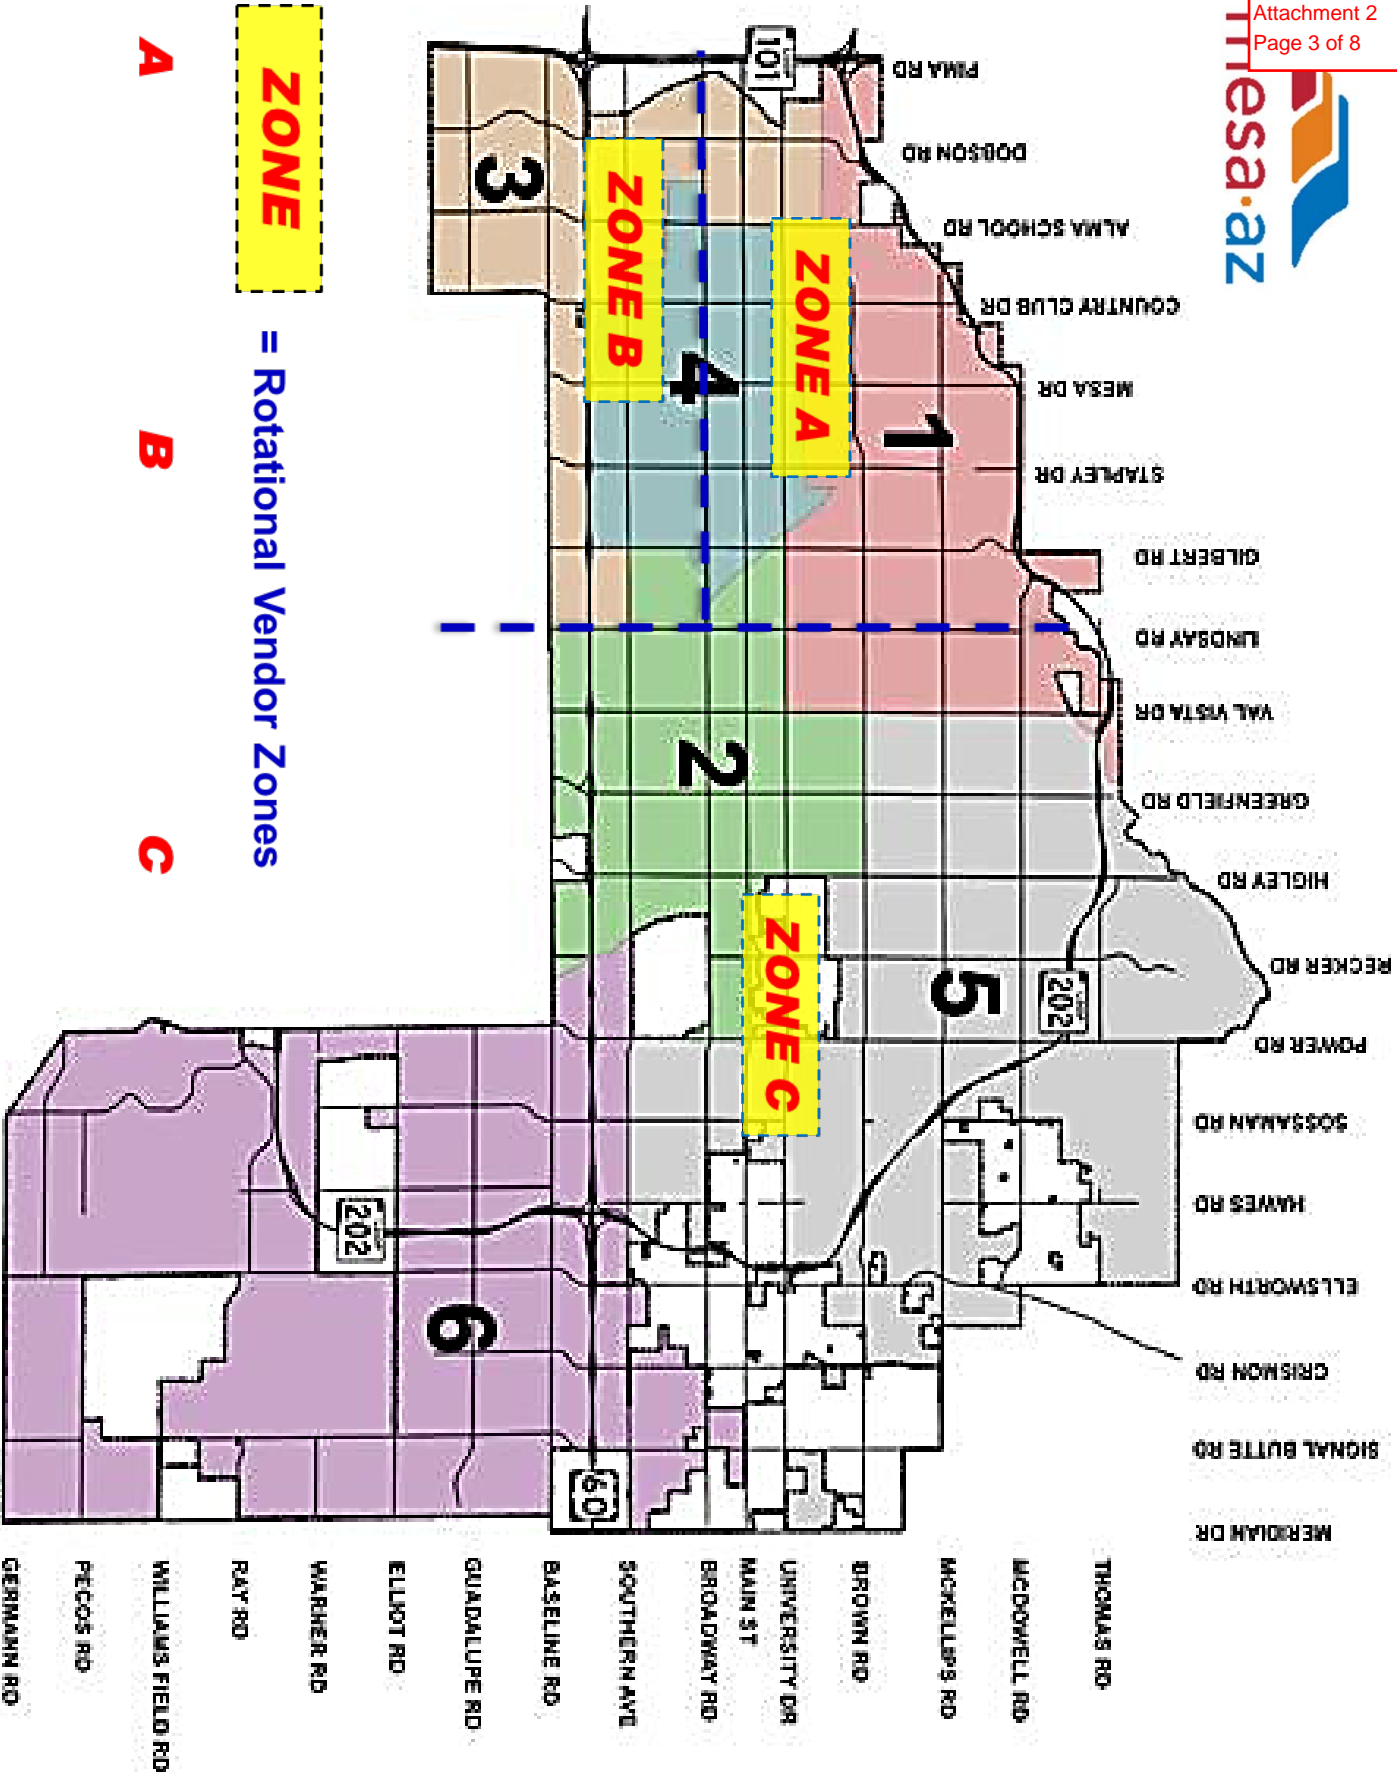 Attachment 2
Page 3 of 8
mesa·az
ZONE
= Rotational Vendor Zones
A
B
C
ZONE A
ZONE B
ZONE C
1
2
3
4
5
6
101
202
202
60
PIMA RD
DOBSON RD
ALMA SCHOOL RD
COUNTRY CLUB DR
MESA DR
STAPLEY DR
GILBERT RD
LINDSAY RD
VAL VISTA DR
GREENFIELD RD
HIGLEY RD
RECKER RD
POWER RD
SOSSAMAN RD
HAWES RD
ELLSWORTH RD
CRISMON RD
SIGNAL BUTTE RD
MERIDIAN DR
THOMAS RD
MCDOWELL RD
MCKELLIPS RD
BROWN RD
UNIVERSITY DR
MAIN ST
BROADWAY RD
SOUTHERN AVE
BASELINE RD
GUADALUPE RD
ELLIOT RD
WARNER RD
RAY RD
WILLIAMS FIELD RD
PECOS RD
GERMANN RD